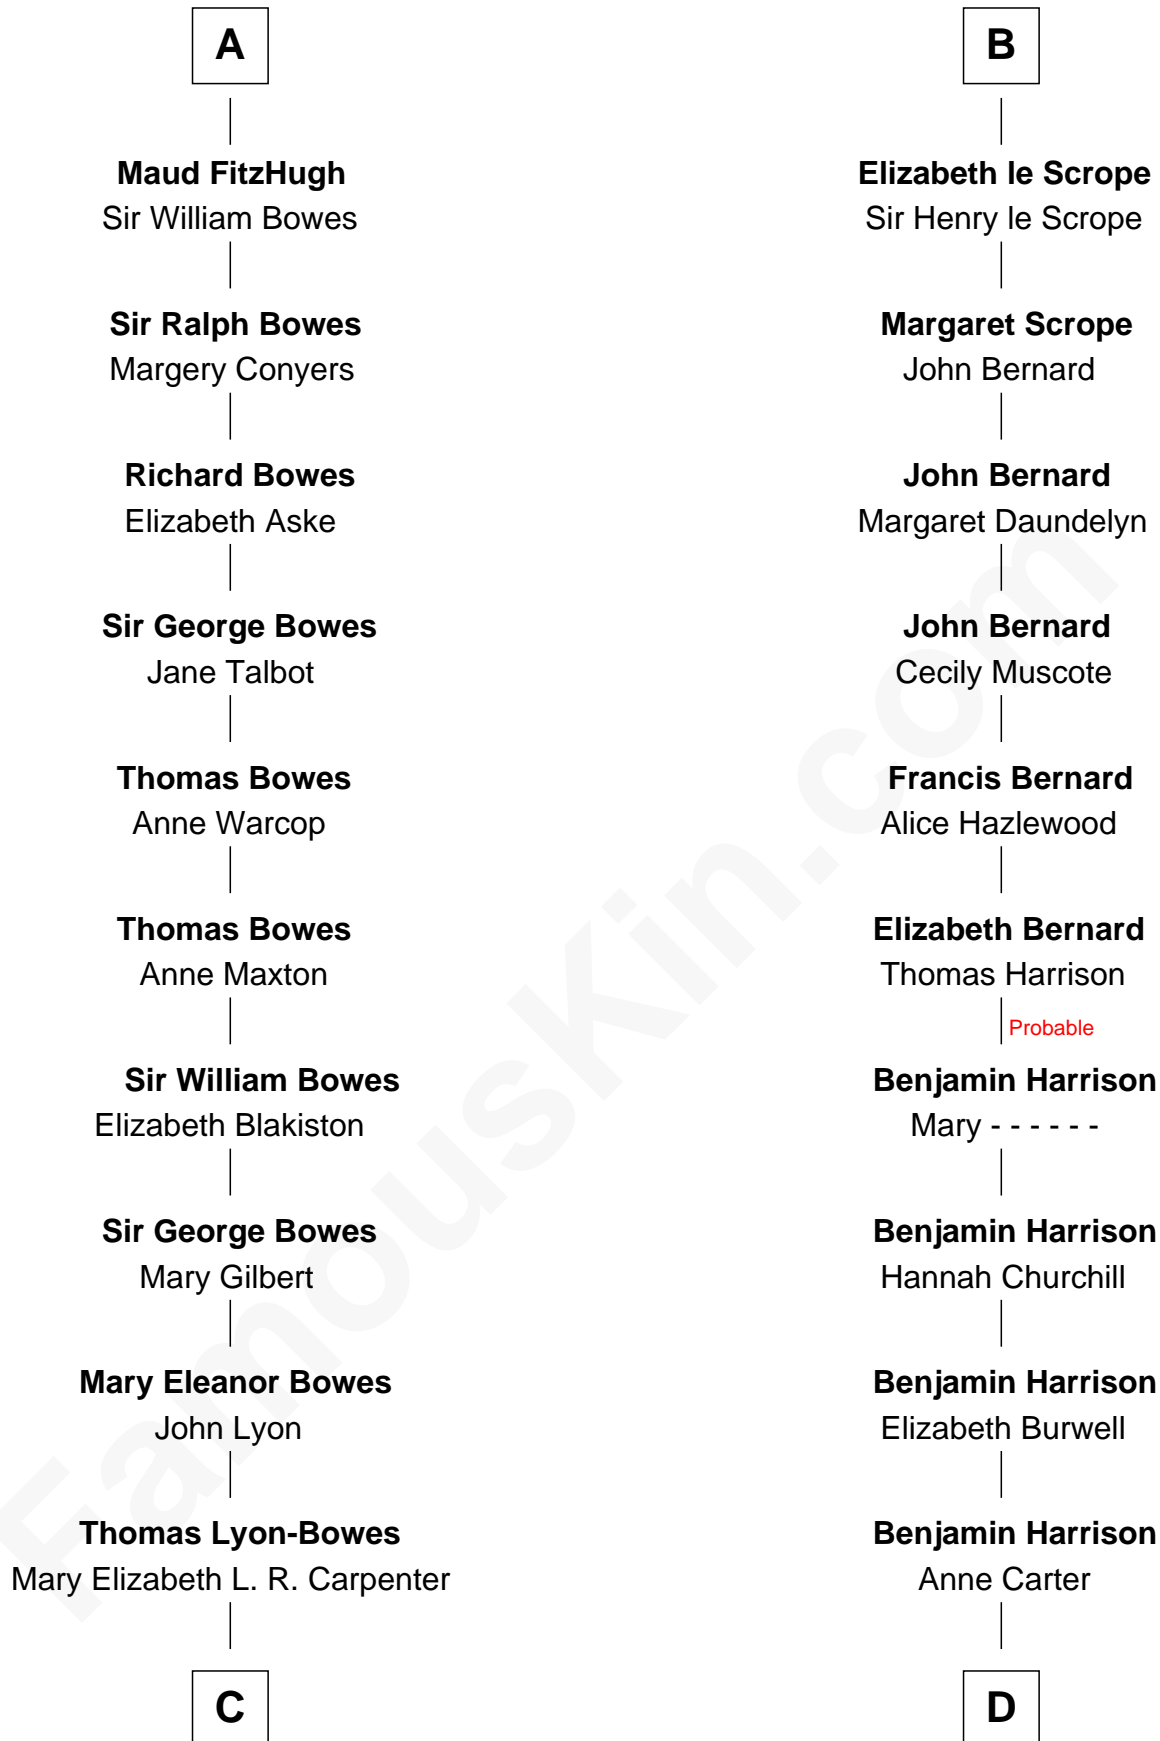 A
Maud FitzHugh
Sir William Bowes
Sir Ralph Bowes
Margery Conyers
Richard Bowes
Elizabeth Aske
Sir George Bowes
Jane Talbot
Thomas Bowes
Anne Warcop
Thomas Bowes
Anne Maxton
Sir William Bowes
Elizabeth Blakiston
Sir George Bowes
Mary Gilbert
Mary Eleanor Bowes
John Lyon
Thomas Lyon-Bowes
Mary Elizabeth L. R. Carpenter
C
B
Elizabeth le Scrope
Sir Henry le Scrope
Margaret Scrope
John Bernard
John Bernard
Margaret Daundelyn
John Bernard
Cecily Muscote
Francis Bernard
Alice Hazlewood
Elizabeth Bernard
Thomas Harrison
Probable
Benjamin Harrison
Mary - - - - - -
Benjamin Harrison
Hannah Churchill
Benjamin Harrison
Elizabeth Burwell
Benjamin Harrison
Anne Carter
D
FamousKin.com